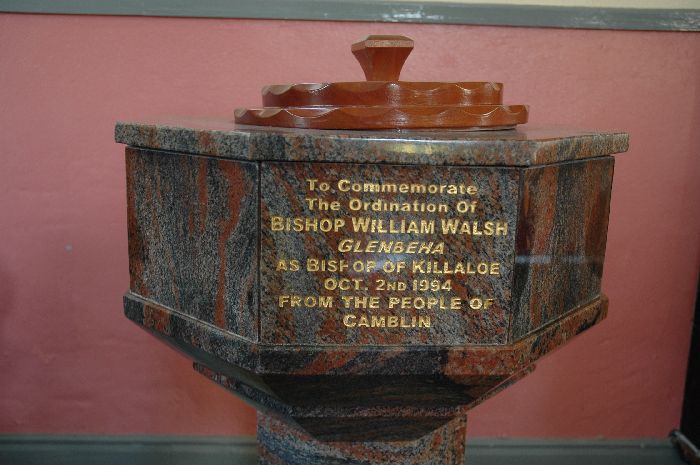 To Commemorate
The Ordination Of
BISHOP WILLIAM WALSH
GLENBEHA
AS BISHOP OF KILLALOE
OCT. 2ND 1994
FROM THE PEOPLE OF
CAMBLIN